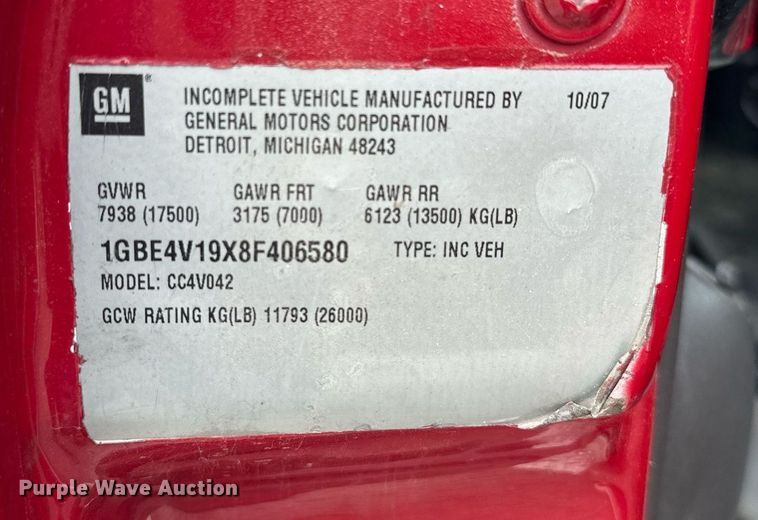 GM ® INCOMPLETE VEHICLE MANUFACTURED BY 10/07
GENERAL MOTORS CORPORATION
DETROIT, MICHIGAN 48243
GVWR GAWR FRT GAWR RR
7938 (17500) 3175 (7000) 6123 (13500) KG(LB)
1GBE4V19X8F406580 TYPE: INC VEH
MODEL: CC4V042
GCW RATING KG(LB) 11793 (26000)
Purple Wave Auction